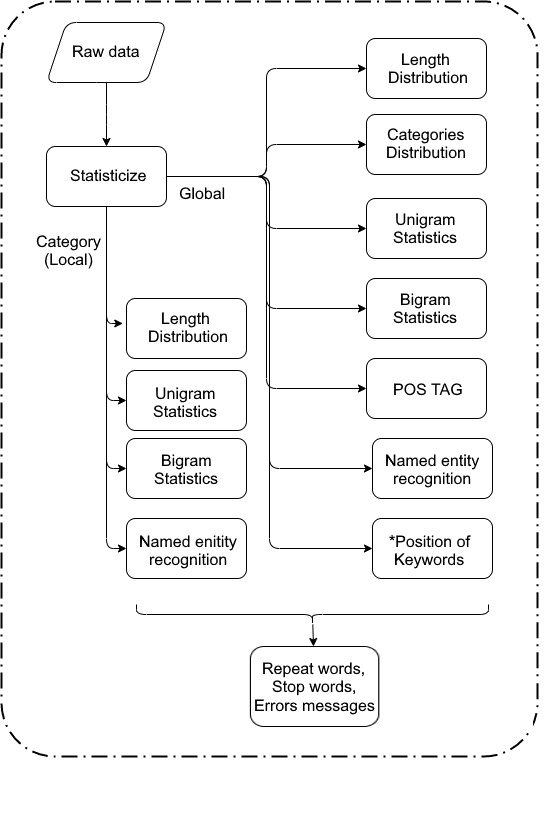 Raw data
Statisticize
Global
Category
(Local)
Length
Distribution
Unigram
Statistics
Bigram
Statistics
Named enitity
recognition
Length
Distribution
Categories
Distribution
Unigram
Statistics
Bigram
Statistics
POS TAG
Named entity
recognition
*Position of
Keywords
Repeat words,
Stop words,
Errors messages